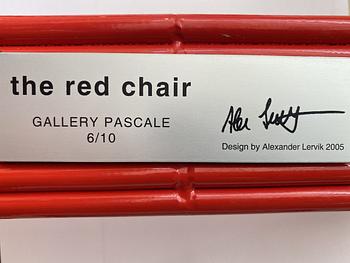 the red chair
GALLERY PASCALE
6/10
Design by Alexander Lervik 2005